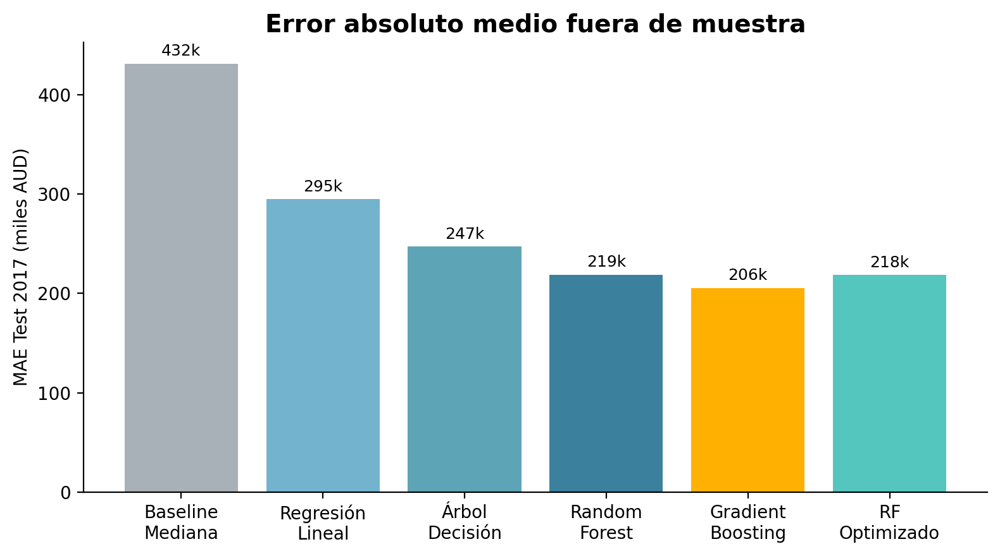 Error absoluto medio fuera de muestra
MAE Test 2017 (miles AUD)
400
300
200
100
0
432k
295k
247k
219k
206k
218k
Baseline
Mediana
Regresión
Lineal
Árbol
Decisión
Random
Forest
Gradient
Boosting
RF
Optimizado